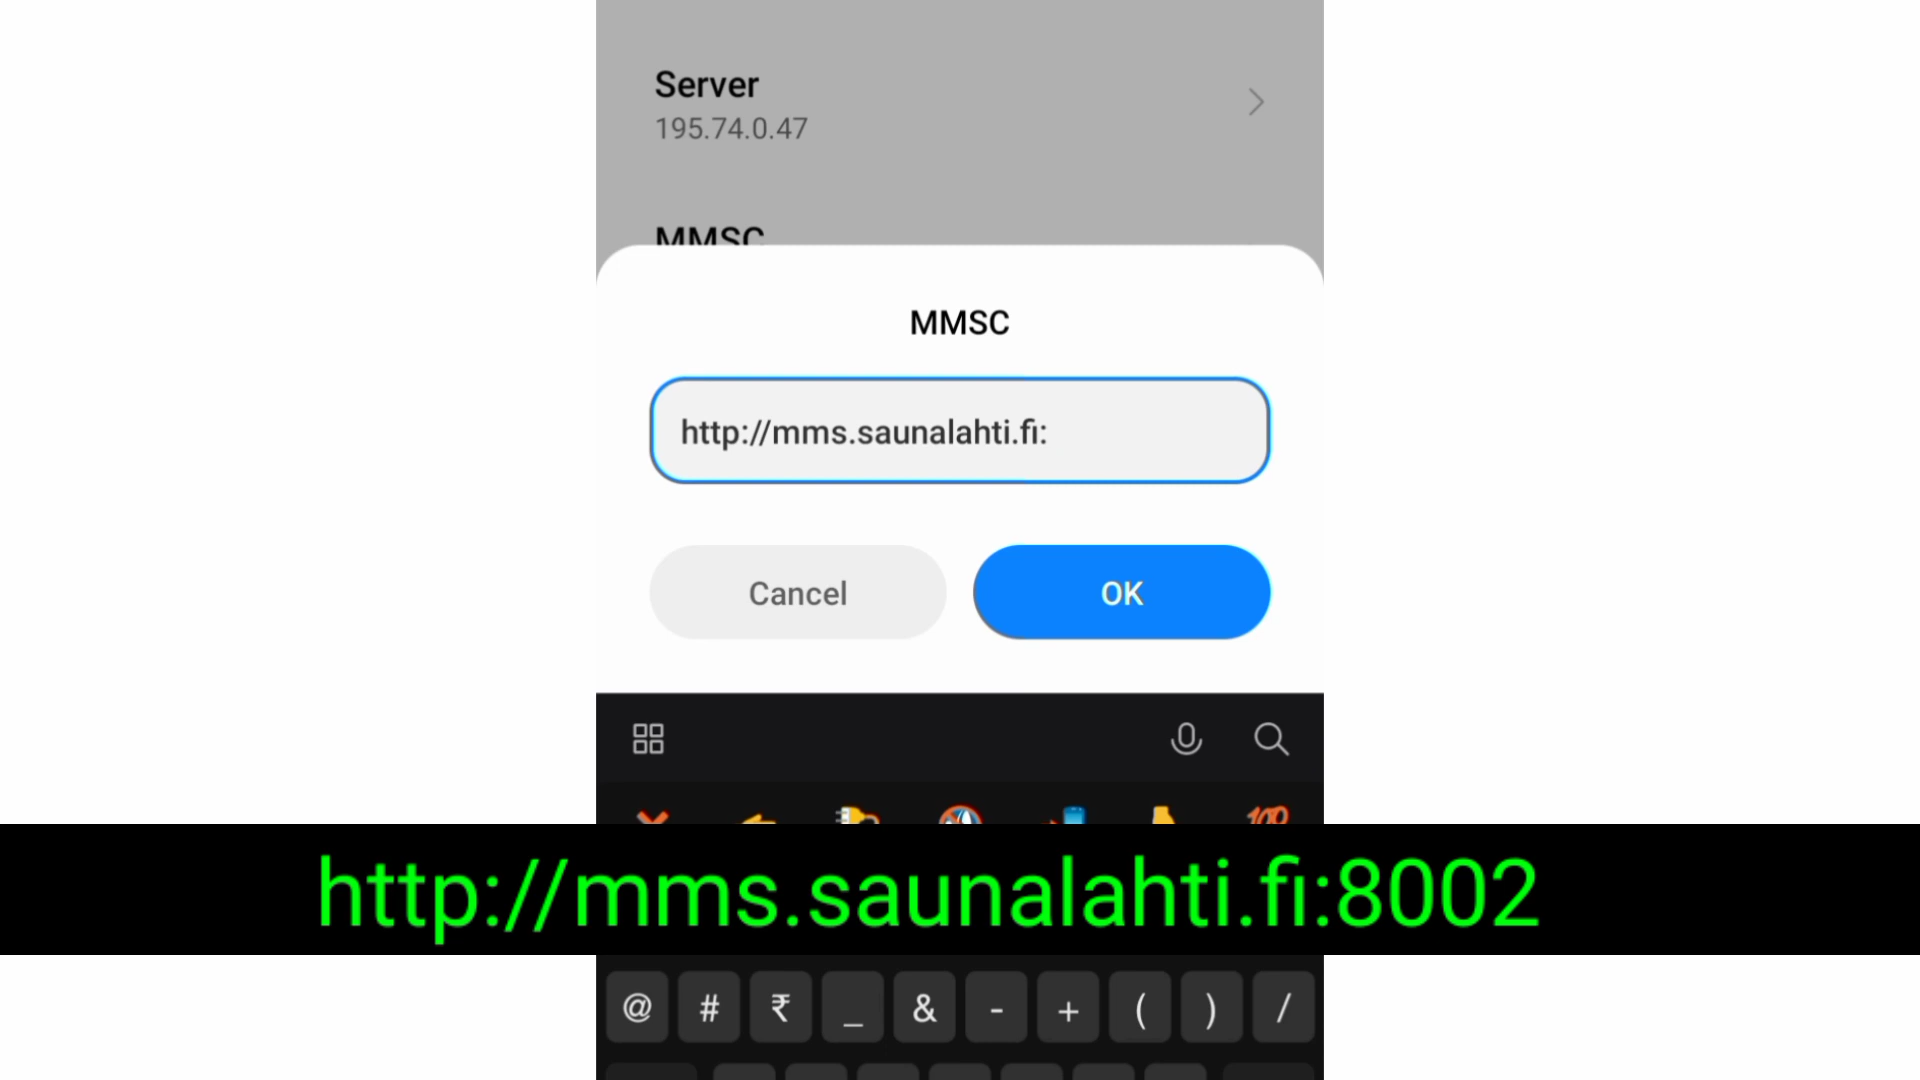 Server
195.74.0.47
MMSC
MMSC
http://mms.saunalahti.fi:
Cancel OK
http://mms.saunalahti.fi:8002
@ # ₹ _ & - + ( ) /